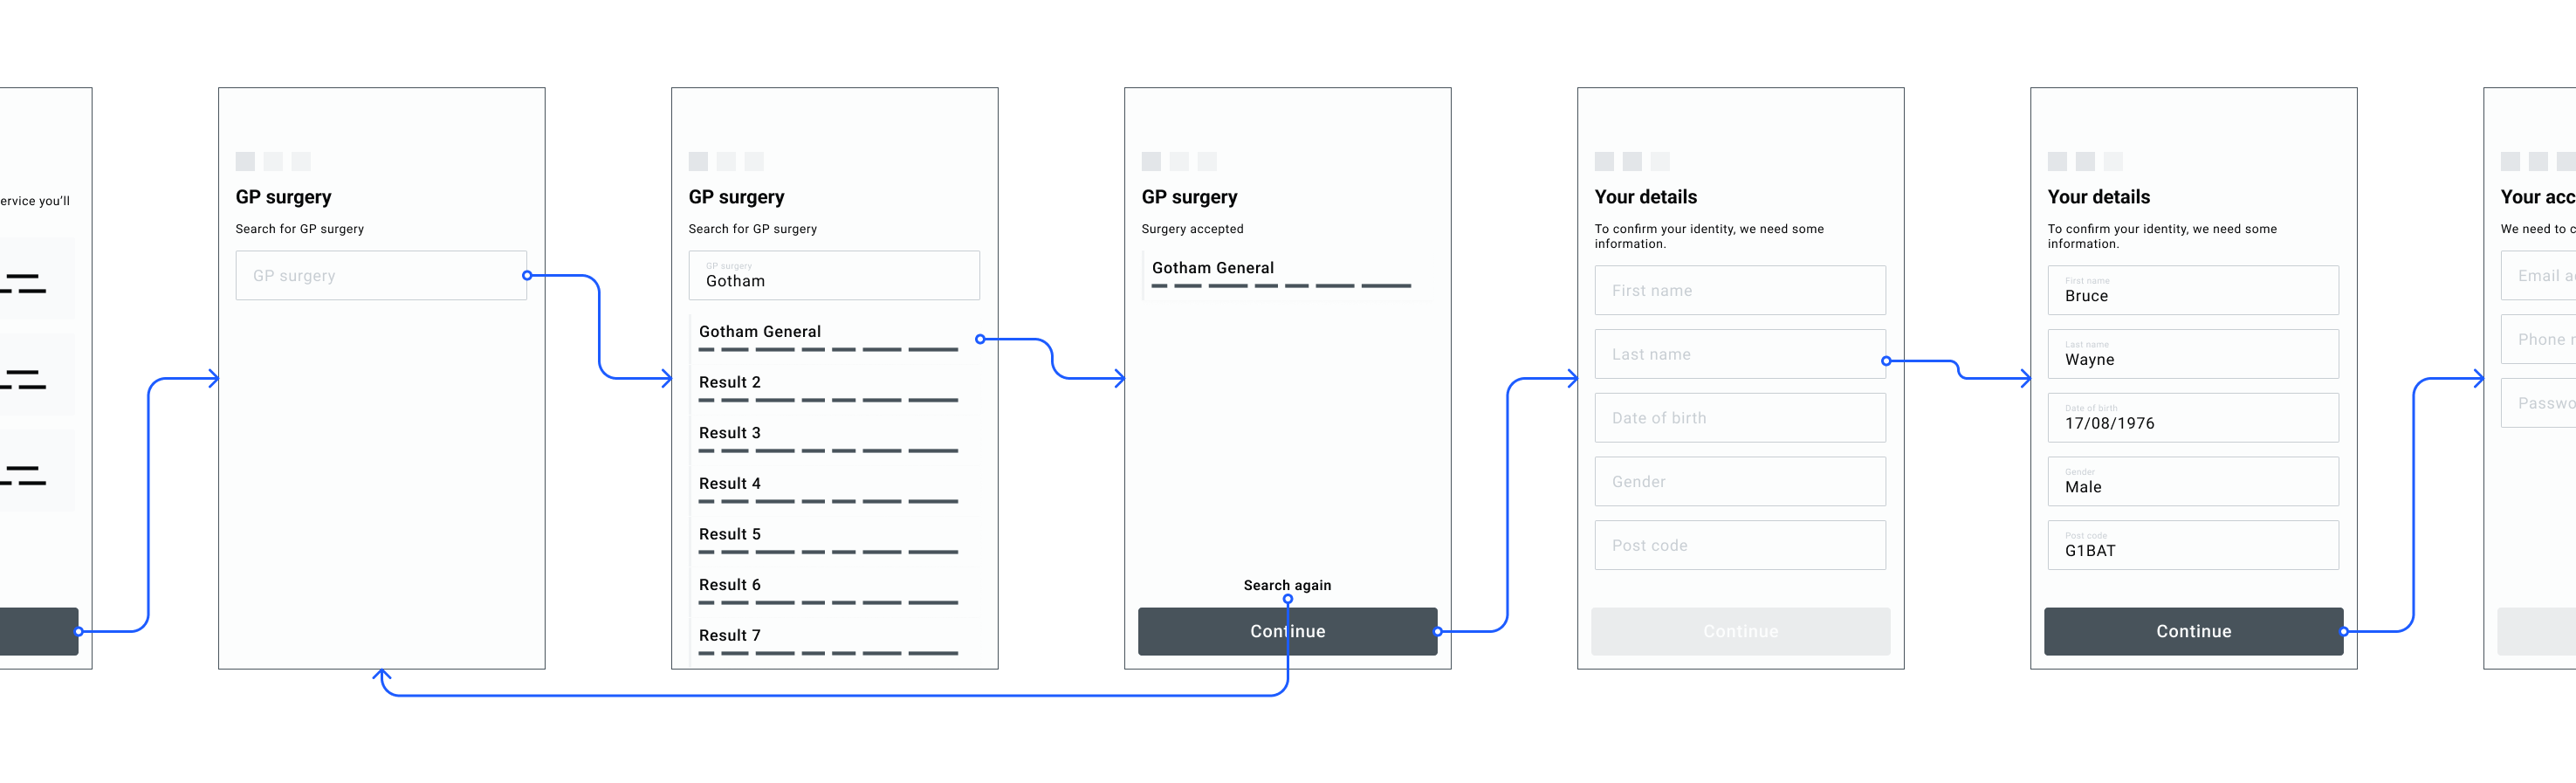 ervice you'll
GP surgery
Search for GP surgery
GP surgery
GP surgery
Search for GP surgery
GP surgery
Gotham
Gotham General
Result 2
Result 3
Result 4
Result 5
Result 6
Result 7
GP surgery
Surgery accepted
Gotham General
Search again
Continue
Your details
To confirm your identity, we need some
information.
First name
Last name
Date of birth
Gender
Post code
Continue
Your details
To confirm your identity, we need some
information.
First name
Bruce
Last name
Wayne
Date of birth
17/08/1976
Gender
Male
Post code
G1BAT
Continue
Your acc
We need to c
Email a
Phone
Passwo